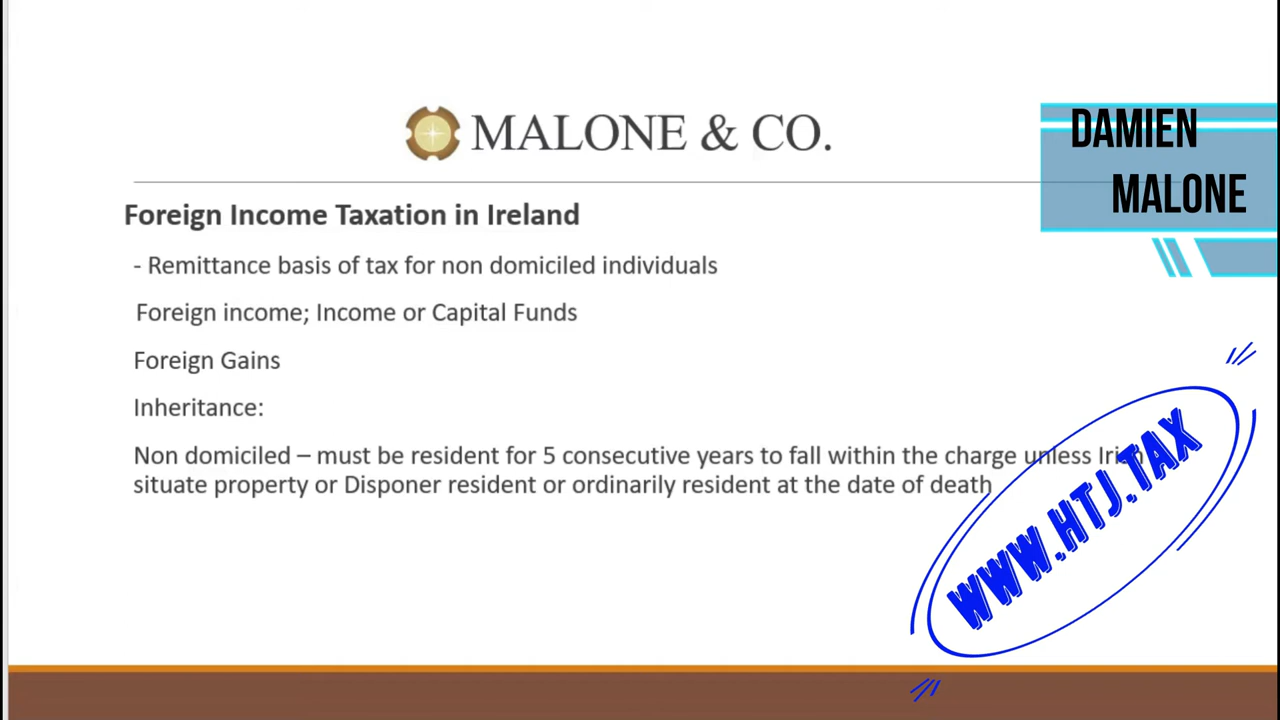 MALONE & CO.
DAMIEN
MALONE
Foreign Income Taxation in Ireland
- Remittance basis of tax for non domiciled individuals
Foreign income; Income or Capital Funds
Foreign Gains
Inheritance:
Non domiciled – must be resident for 5 consecutive years to fall within the charge unless Irish
situate property or Disponer resident or ordinarily resident at the date of death
WWW.HTJ.TAX